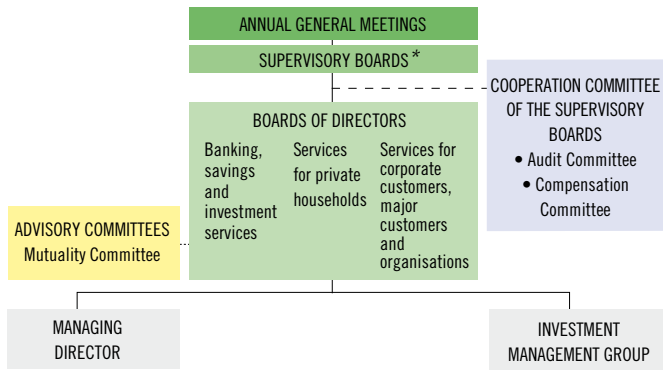 ANNUAL GENERAL MEETINGS
SUPERVISORY BOARDS *
COOPERATION COMMITTEE
OF THE SUPERVISORY
BOARDS
• Audit Committee
• Compensation
Committee
BOARDS OF DIRECTORS
Banking,
savings
and
investment
services
Services
for private
households
Services for
corporate
customers,
major
customers
and
organisations
ADVISORY COMMITTEES
Mutuality Committee
MANAGING
DIRECTOR
INVESTMENT
MANAGEMENT GROUP